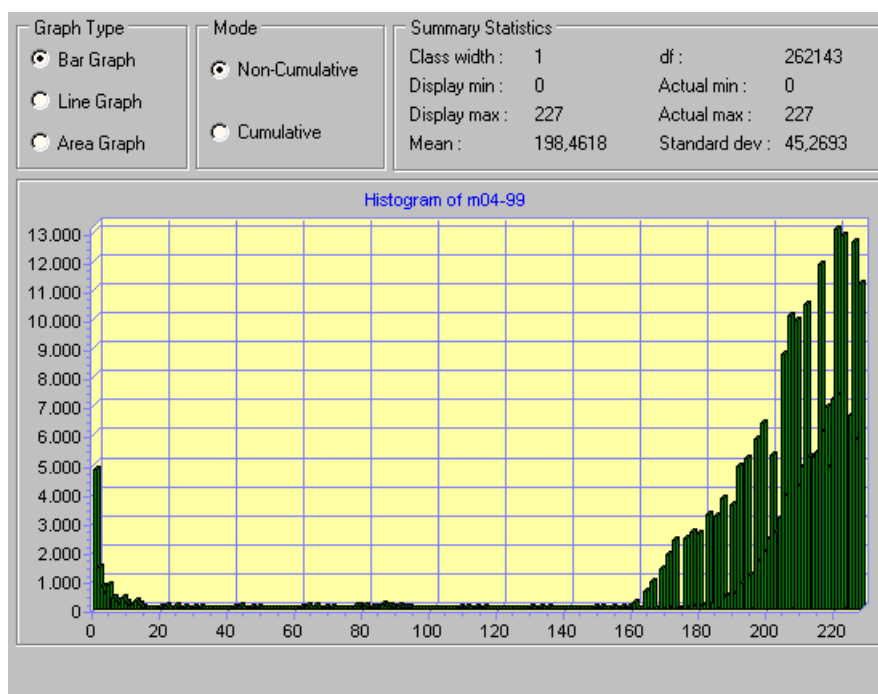 Graph Type
Bar Graph
Line Graph
Area Graph
Mode
Non-Cumulative
Cumulative
Summary Statistics
Class width : 1 df : 262143
Display min : 0 Actual min : 0
Display max : 227 Actual max : 227
Mean : 198,4618 Standard dev : 45,2693
Histogram of m04-99
13.000
12.000
11.000
10.000
9.000
8.000
7.000
6.000
5.000
4.000
3.000
2.000
1.000
0
0 20 40 60 80 100 120 140 160 180 200 220